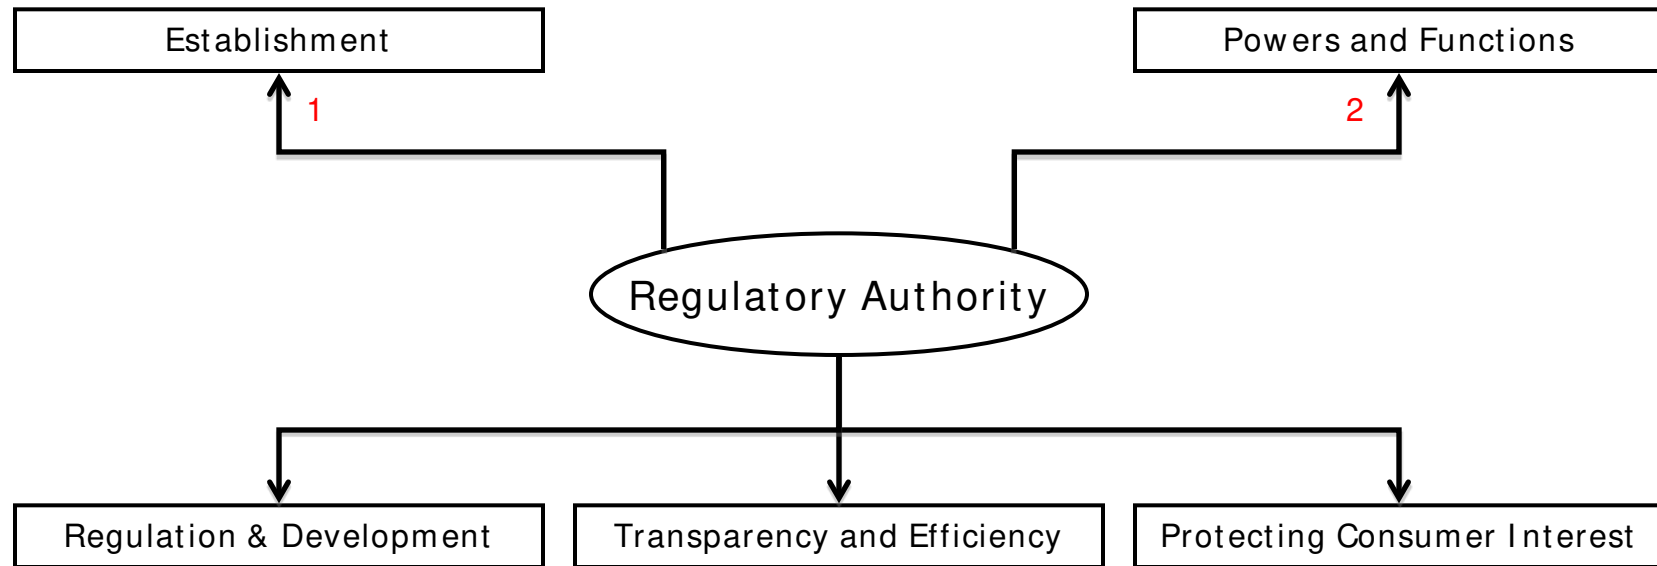 Establishment
Powers and Functions
1
2
Regulatory Authority
Regulation & Development
Transparency and Efficiency
Protecting Consumer Interest